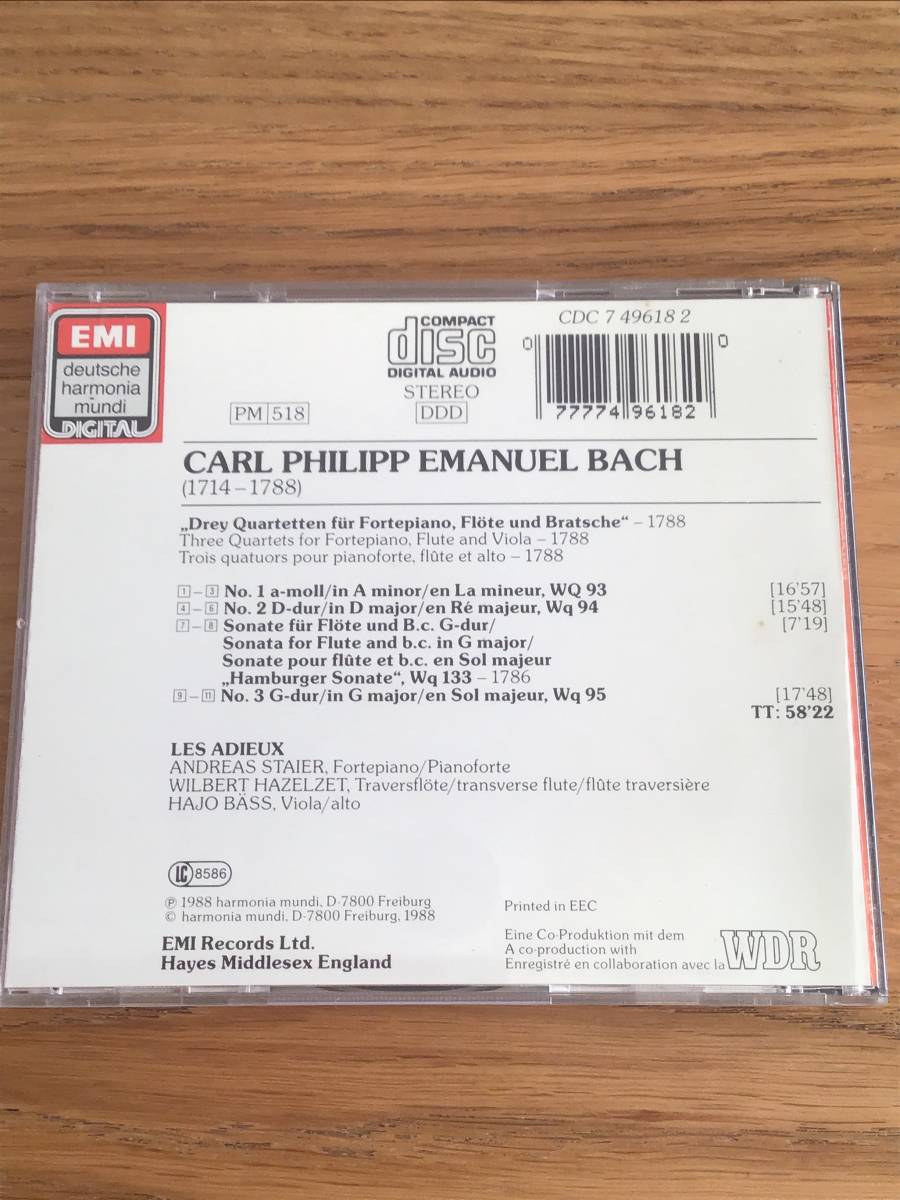 EMI
deutsche
harmonia
mundi
DIGITAL
COMPACT
disc
DIGITAL AUDIO
STEREO
DDD
PM 518
CDC 7 49618 2
0 77774 96182 0
CARL PHILIPP EMANUEL BACH
(1714 – 1788)
„Drey Quartetten für Fortepiano, Flöte und Bratsche“ – 1788
Three Quartets for Fortepiano, Flute and Viola – 1788
Trois quatuors pour pianoforte, flûte et alto – 1788
1 – 3 No. 1 a-moll/in A minor/en La mineur, WQ 93 [16'57]
4 – 6 No. 2 D-dur/in D major/en Ré majeur, Wq 94 [15'48]
7 – 8 Sonate für Flöte und B.c. G-dur/ [7'19]
Sonata for Flute and b.c. in G major/
Sonate pour flûte et b.c. en Sol majeur
„Hamburger Sonate“, Wq 133 – 1786
9 – 11 No. 3 G-dur/in G major/en Sol majeur, Wq 95 [17'48]
TT: 58'22
LES ADIEUX
ANDREAS STAIER, Fortepiano/Pianoforte
WILBERT HAZELZET, Traversflöte/transverse flute/flûte traversière
HAJO BÄSS, Viola/alto
LC 8586
℗ 1988 harmonia mundi, D-7800 Freiburg
© harmonia mundi, D-7800 Freiburg, 1988
EMI Records Ltd.
Hayes Middlesex England
Printed in EEC
Eine Co-Produktion mit dem
A co-production with
Enregistré en collaboration avec la
WDR